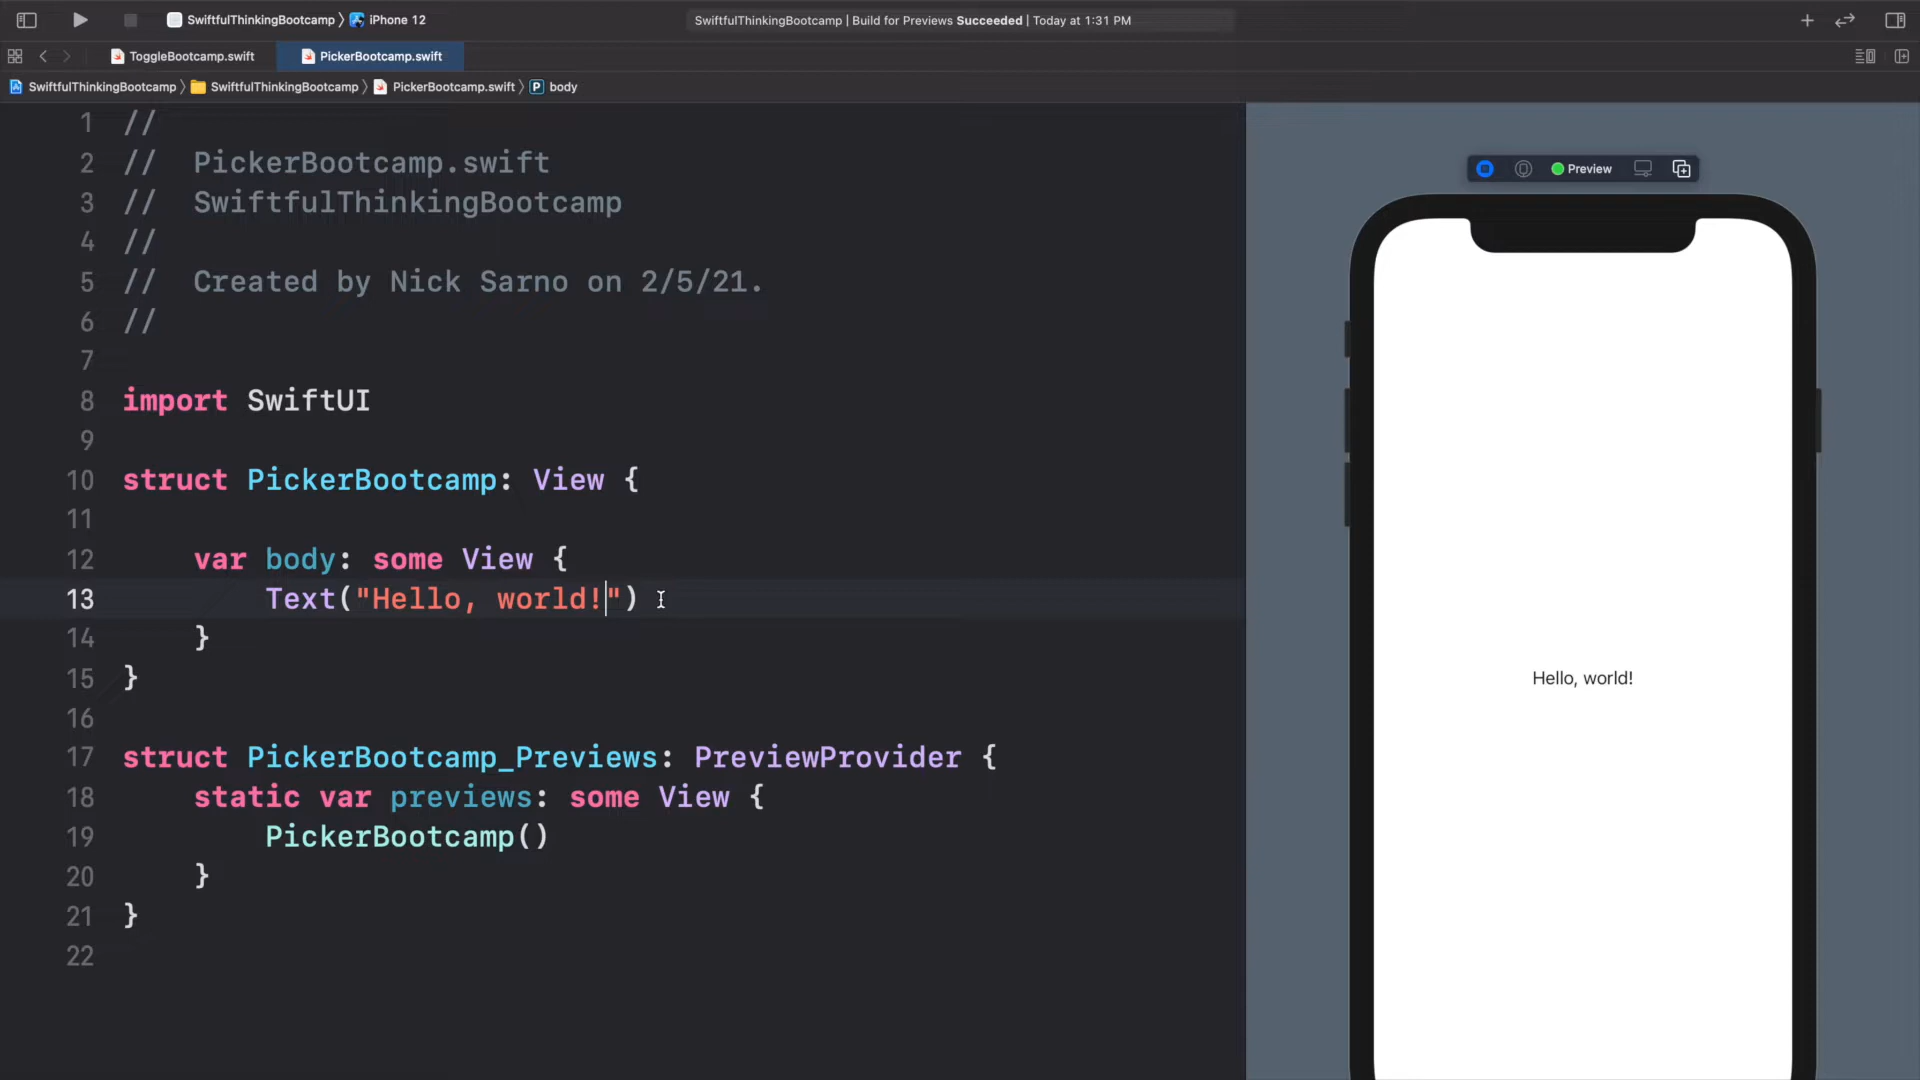 SwiftfulThinkingBootcamp 〉 iPhone 12
SwiftfulThinkingBootcamp | Build for Previews Succeeded | Today at 1:31 PM
ToggleBootcamp.swift
PickerBootcamp.swift
SwiftfulThinkingBootcamp 〉 SwiftfulThinkingBootcamp 〉 PickerBootcamp.swift 〉 P body
1 //
2 //  PickerBootcamp.swift
3 //  SwiftfulThinkingBootcamp
4 //
5 //  Created by Nick Sarno on 2/5/21.
6 //
7
8 import SwiftUI
9
10 struct PickerBootcamp: View {
11
12     var body: some View {
13         Text("Hello, world!")
14     }
15 }
16
17 struct PickerBootcamp_Previews: PreviewProvider {
18     static var previews: some View {
19         PickerBootcamp()
20     }
21 }
22
Preview
Hello, world!